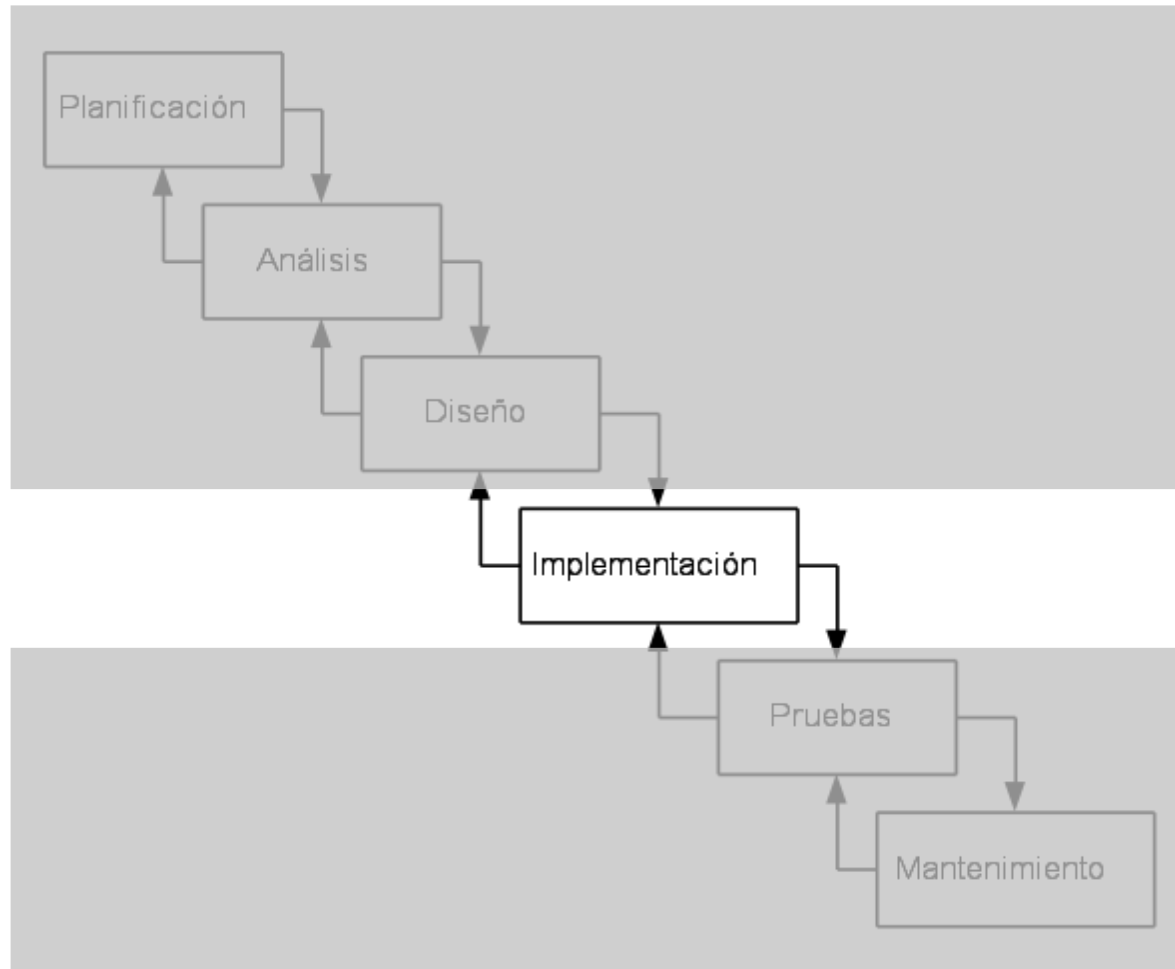 Planificación
Análisis
Diseño
Implementación
Pruebas
Mantenimiento